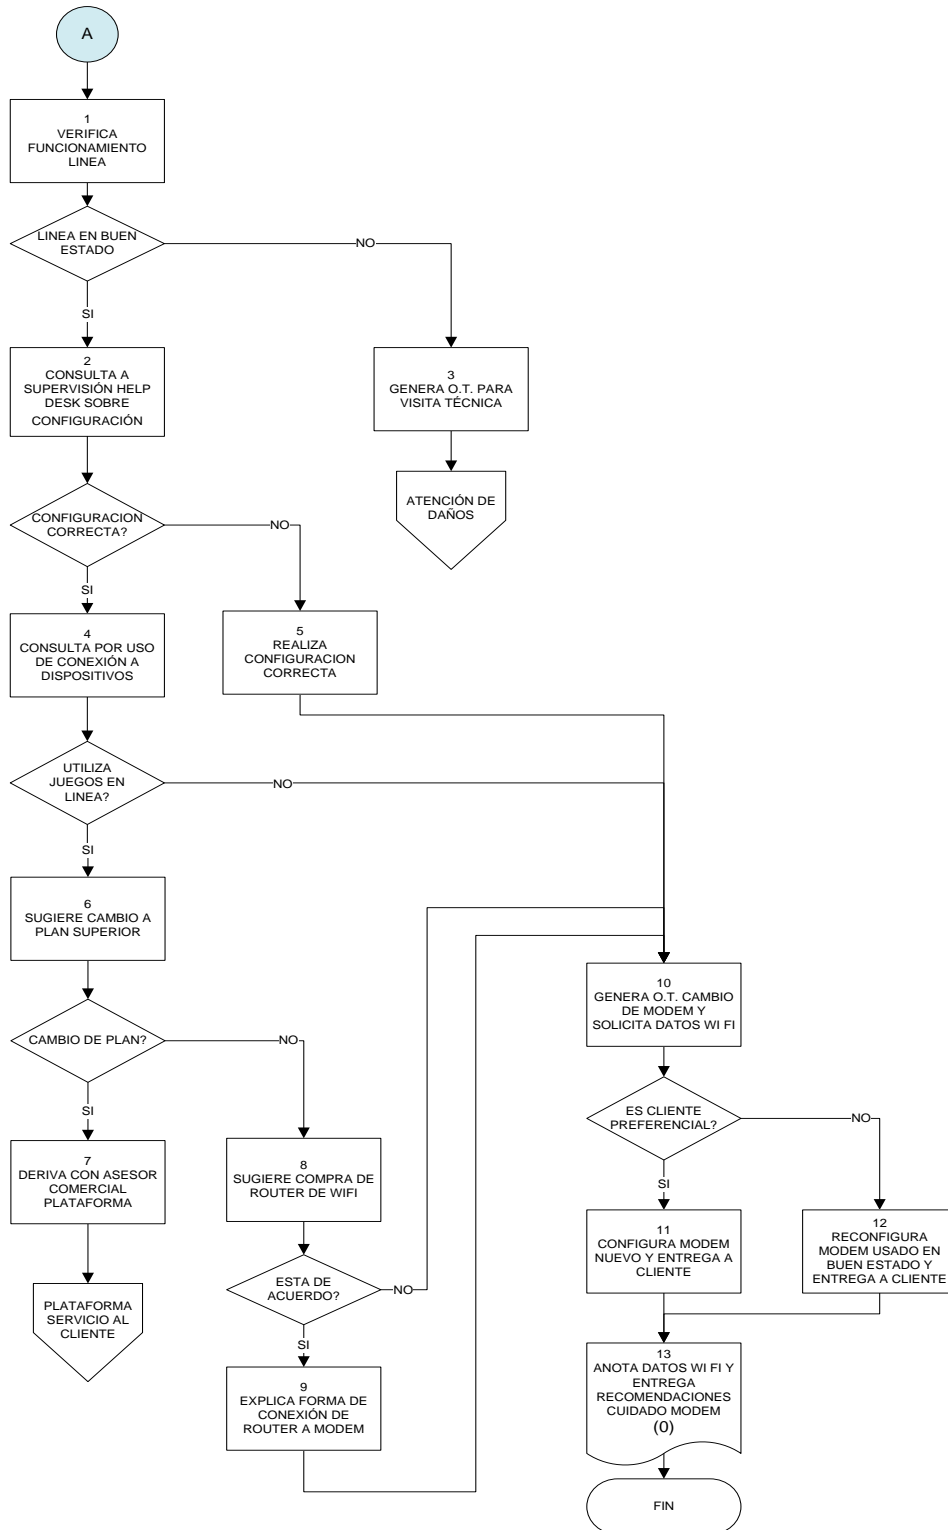 A
1
VERIFICA
FUNCIONAMIENTO
LINEA
LINEA EN BUEN
ESTADO
NO
SI
2
CONSULTA A
SUPERVISIÓN HELP
DESK SOBRE
CONFIGURACIÓN
3
GENERA O.T. PARA
VISITA TÉCNICA
ATENCIÓN DE
DAÑOS
CONFIGURACION
CORRECTA?
NO
SI
4
CONSULTA POR USO
DE CONEXIÓN A
DISPOSITIVOS
5
REALIZA
CONFIGURACION
CORRECTA
UTILIZA
JUEGOS EN
LINEA?
NO
SI
6
SUGIERE CAMBIO A
PLAN SUPERIOR
CAMBIO DE PLAN?
NO
SI
7
DERIVA CON ASESOR
COMERCIAL
PLATAFORMA
PLATAFORMA
SERVICIO AL
CLIENTE
8
SUGIERE COMPRA DE
ROUTER DE WIFI
ESTA DE
ACUERDO?
NO
SI
9
EXPLICA FORMA DE
CONEXIÓN DE
ROUTER A MODEM
10
GENERA O.T. CAMBIO
DE MODEM Y
SOLICITA DATOS WI FI
ES CLIENTE
PREFERENCIAL?
NO
SI
11
CONFIGURA MODEM
NUEVO Y ENTREGA A
CLIENTE
12
RECONFIGURA
MODEM USADO EN
BUEN ESTADO Y
ENTREGA A CLIENTE
13
ANOTA DATOS WI FI Y
ENTREGA
RECOMENDACIONES
CUIDADO MODEM
(0)
FIN